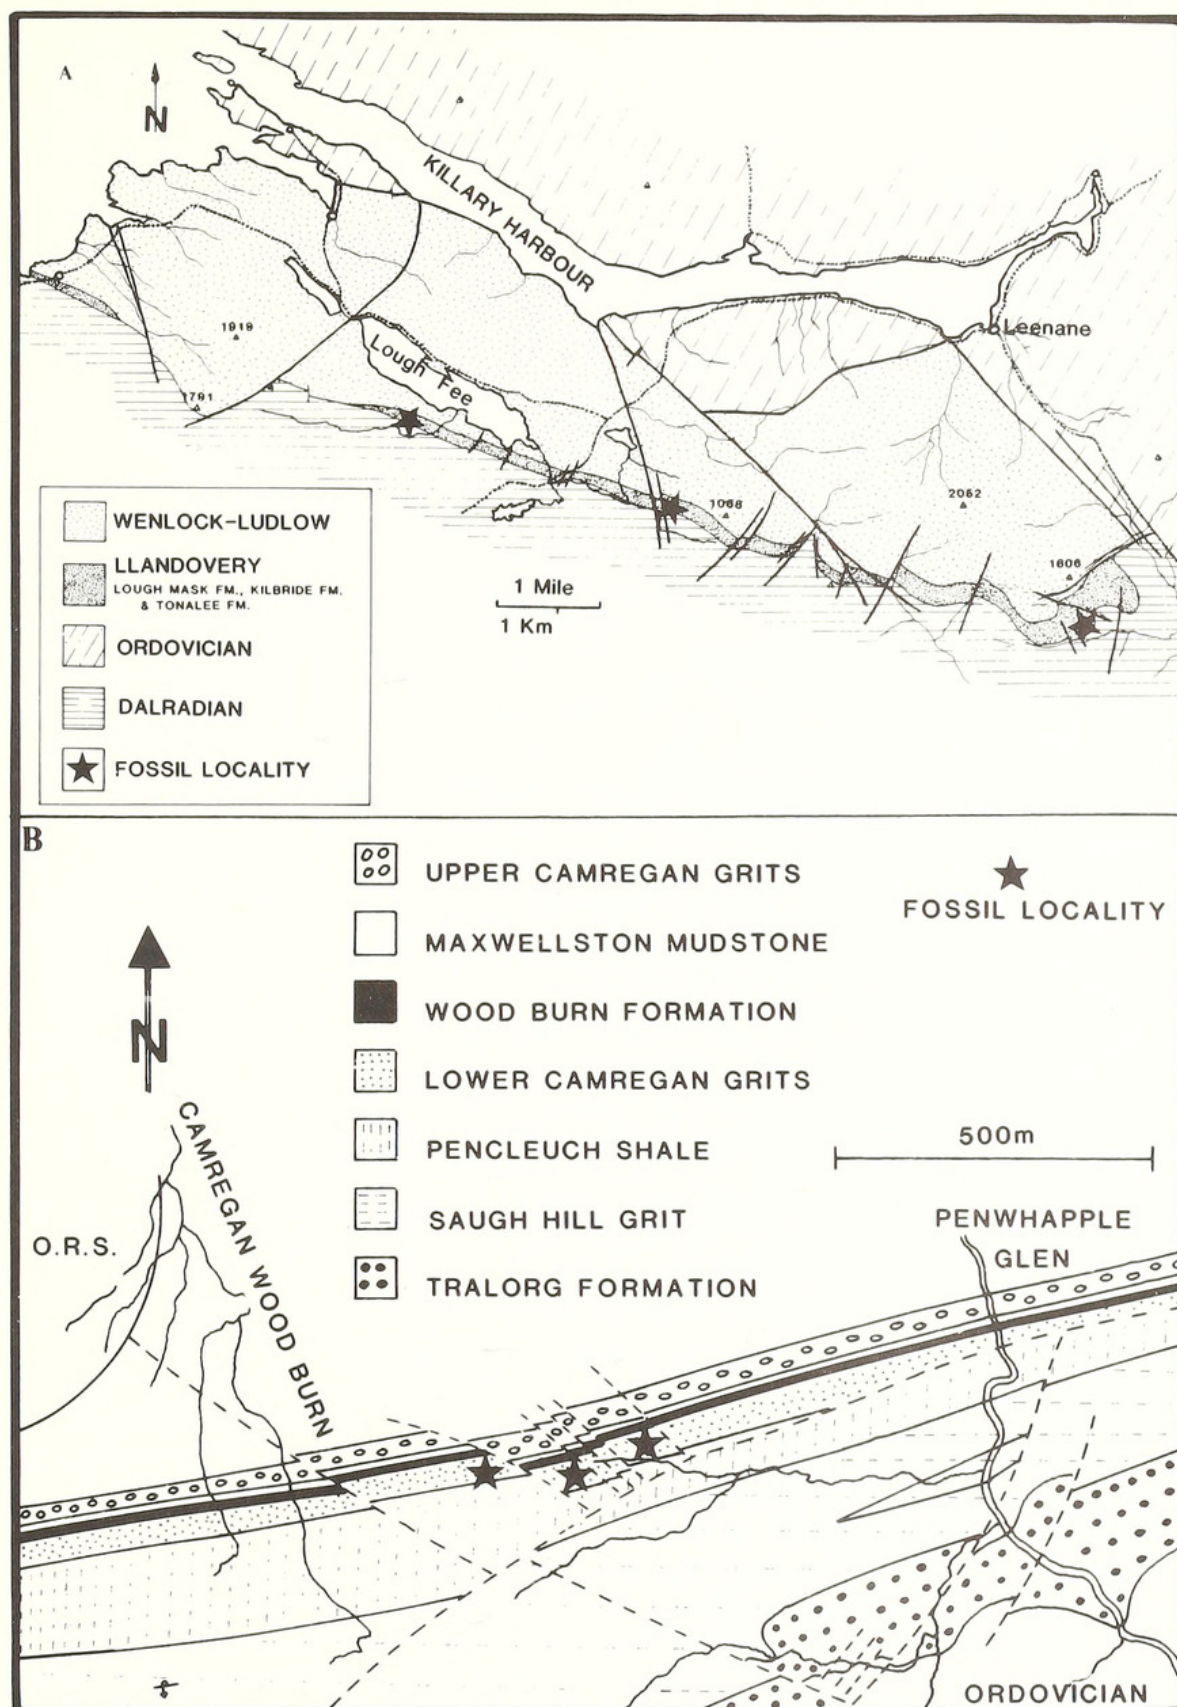 A
N
KILLARY HARBOUR
Leenane
1919
Lough Fee
1791
1068
2052
1606
WENLOCK-LUDLOW
LLANDOVERY
LOUGH MASK FM., KILBRIDE FM.
& TONALEE FM.
ORDOVICIAN
DALRADIAN
FOSSIL LOCALITY
1 Mile
1 Km
B
UPPER CAMREGAN GRITS
MAXWELLSTON MUDSTONE
WOOD BURN FORMATION
LOWER CAMREGAN GRITS
PENCLEUCH SHALE
SAUGH HILL GRIT
TRALORG FORMATION
FOSSIL LOCALITY
N
500m
CAMREGAN WOOD BURN
O.R.S.
PENWHAPPLE
GLEN
ORDOVICIAN